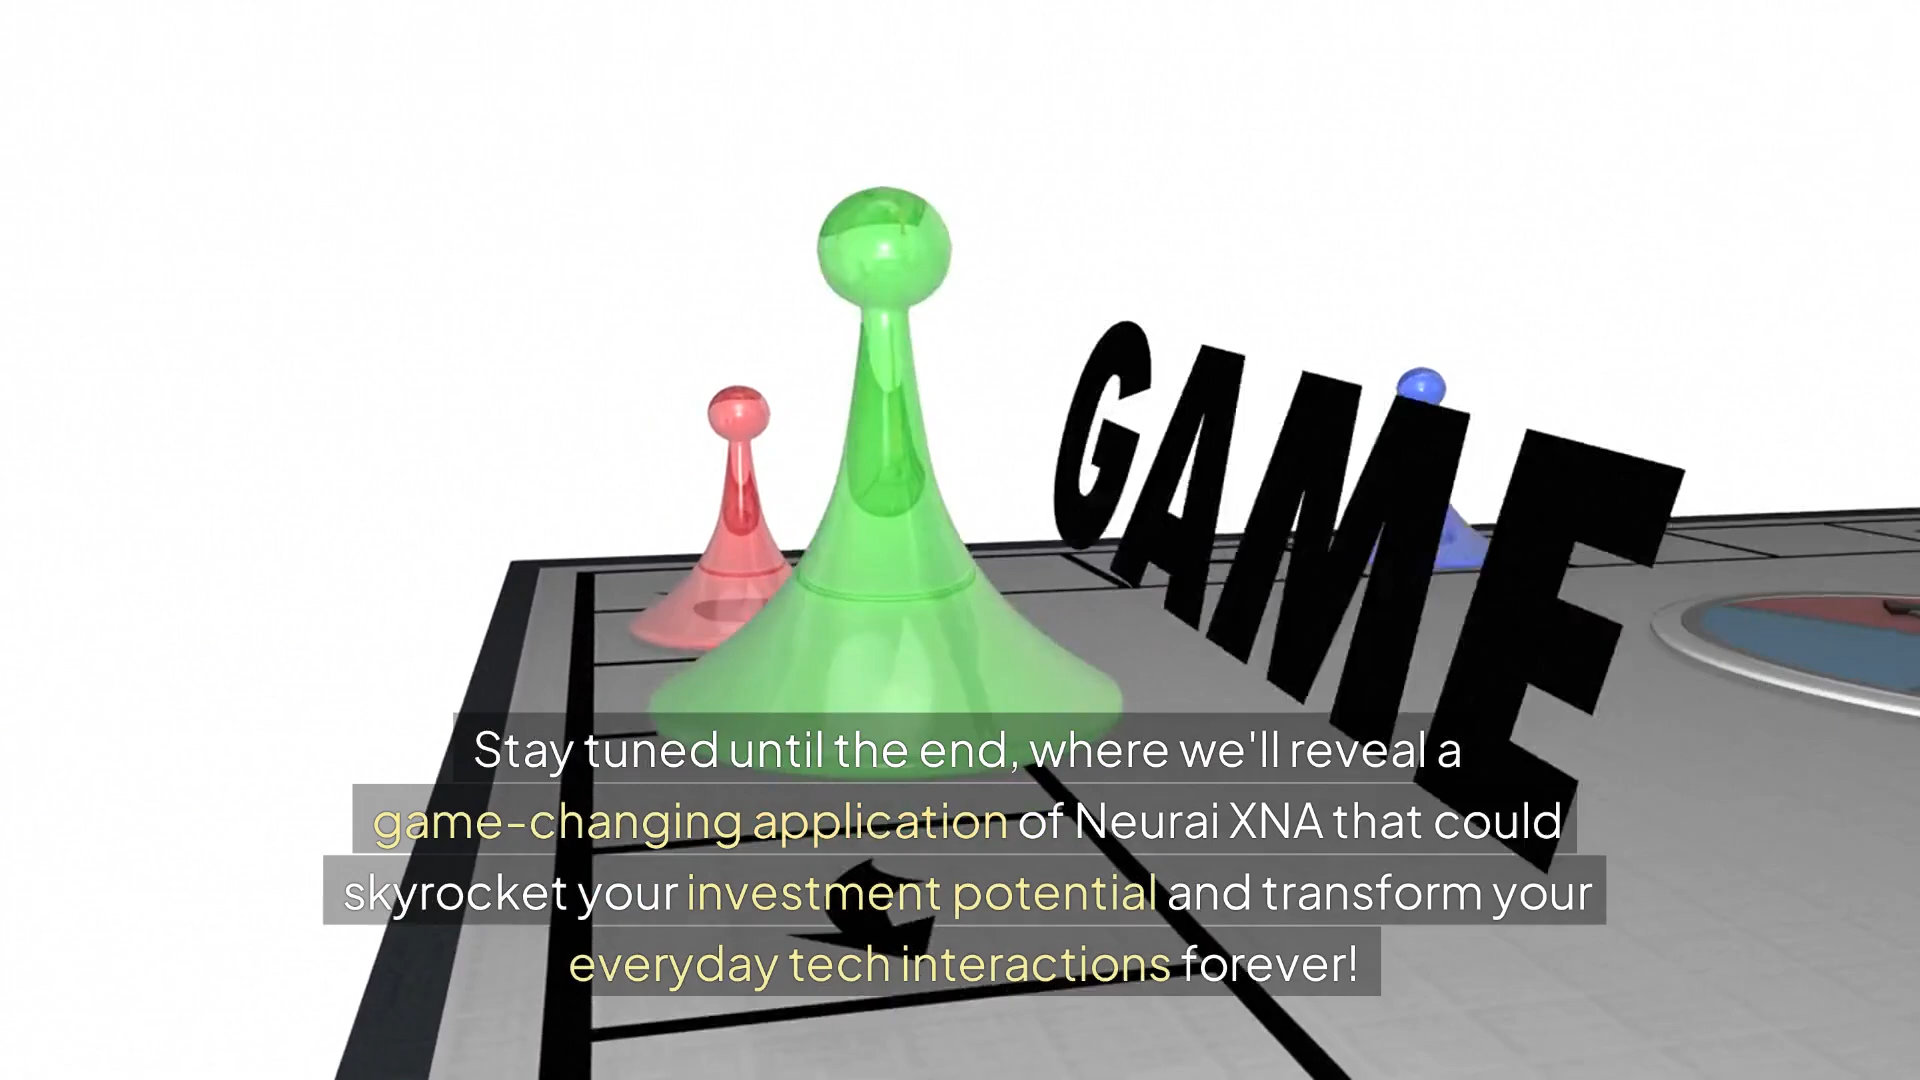 GAME
Stay tuned until the end, where we'll reveal a
game-changing application of Neurai XNA that could
skyrocket your investment potential and transform your
everyday tech interactions forever!